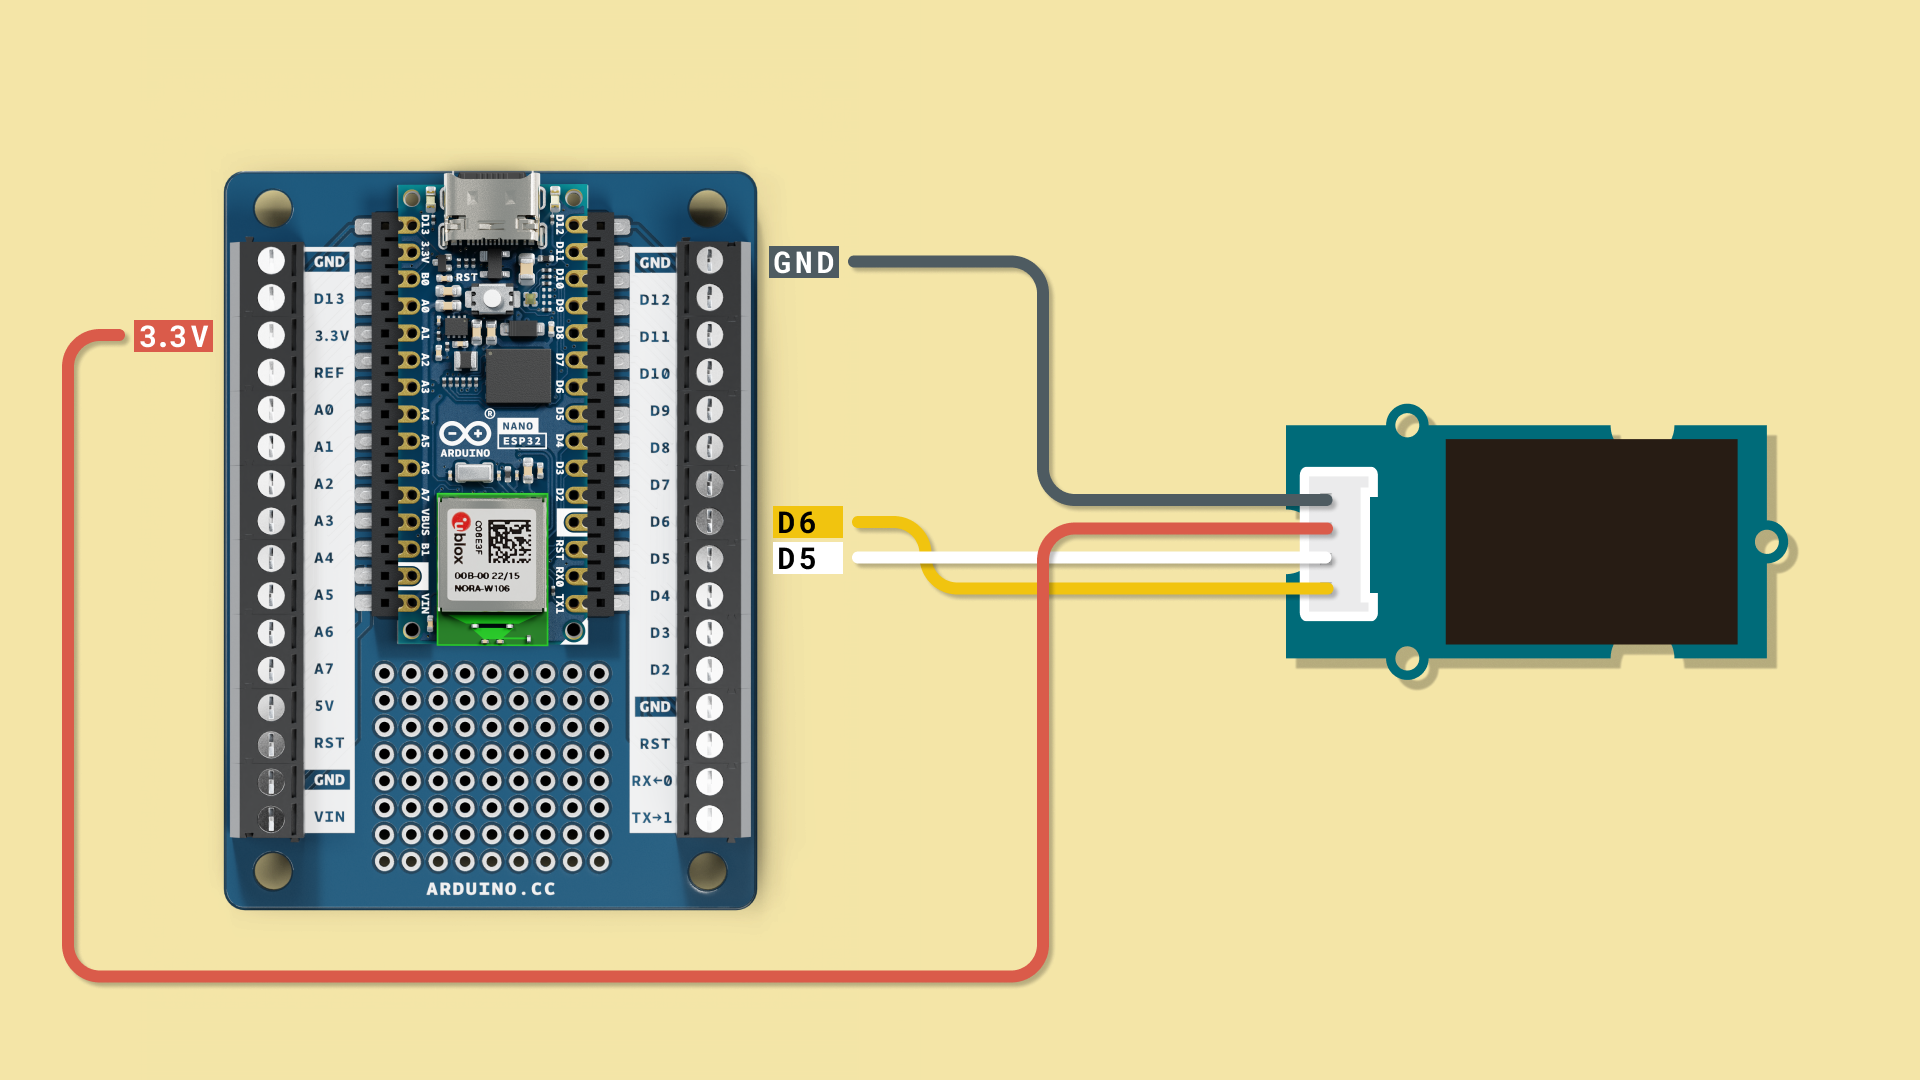 3.3V
GND
D13
3.3V
REF
A0
A1
A2
A3
A4
A5
A6
A7
5V
RST
GND
VIN
D13
3.3V
B0
A0
A1
A2
A3
A4
A5
A6
A7
VBUS
B1
VIN
RST
®
NANO
ESP32
ARDUINO
ublox
00B-00 22/15
NORA-W106
D12
D11
D10
D9
D8
D7
D6
D5
D4
D3
D2
RST
RX0
TX1
GND
D12
D11
D10
D9
D8
D7
D6
D5
D4
D3
D2
GND
RST
RX←0
TX→1
ARDUINO.CC
GND
D6
D5